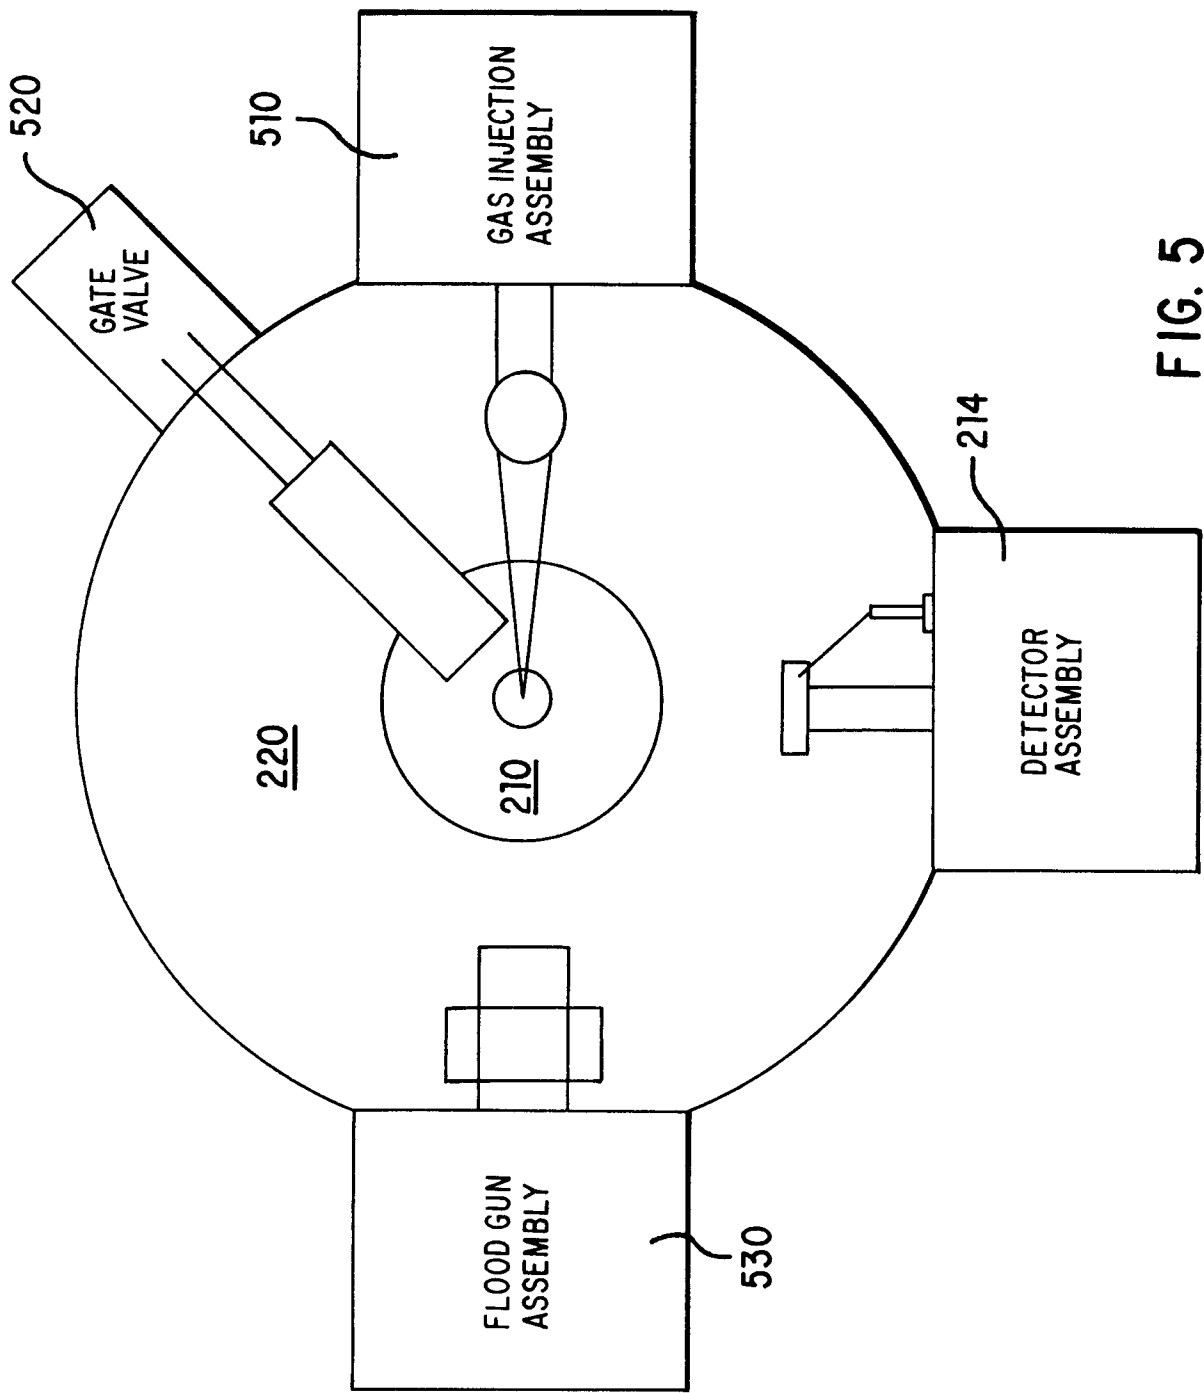 520
GATE
VALVE
510
GAS INJECTION
ASSEMBLY
220
210
FLOOD GUN
ASSEMBLY
530
DETECTOR
ASSEMBLY
214
FIG. 5